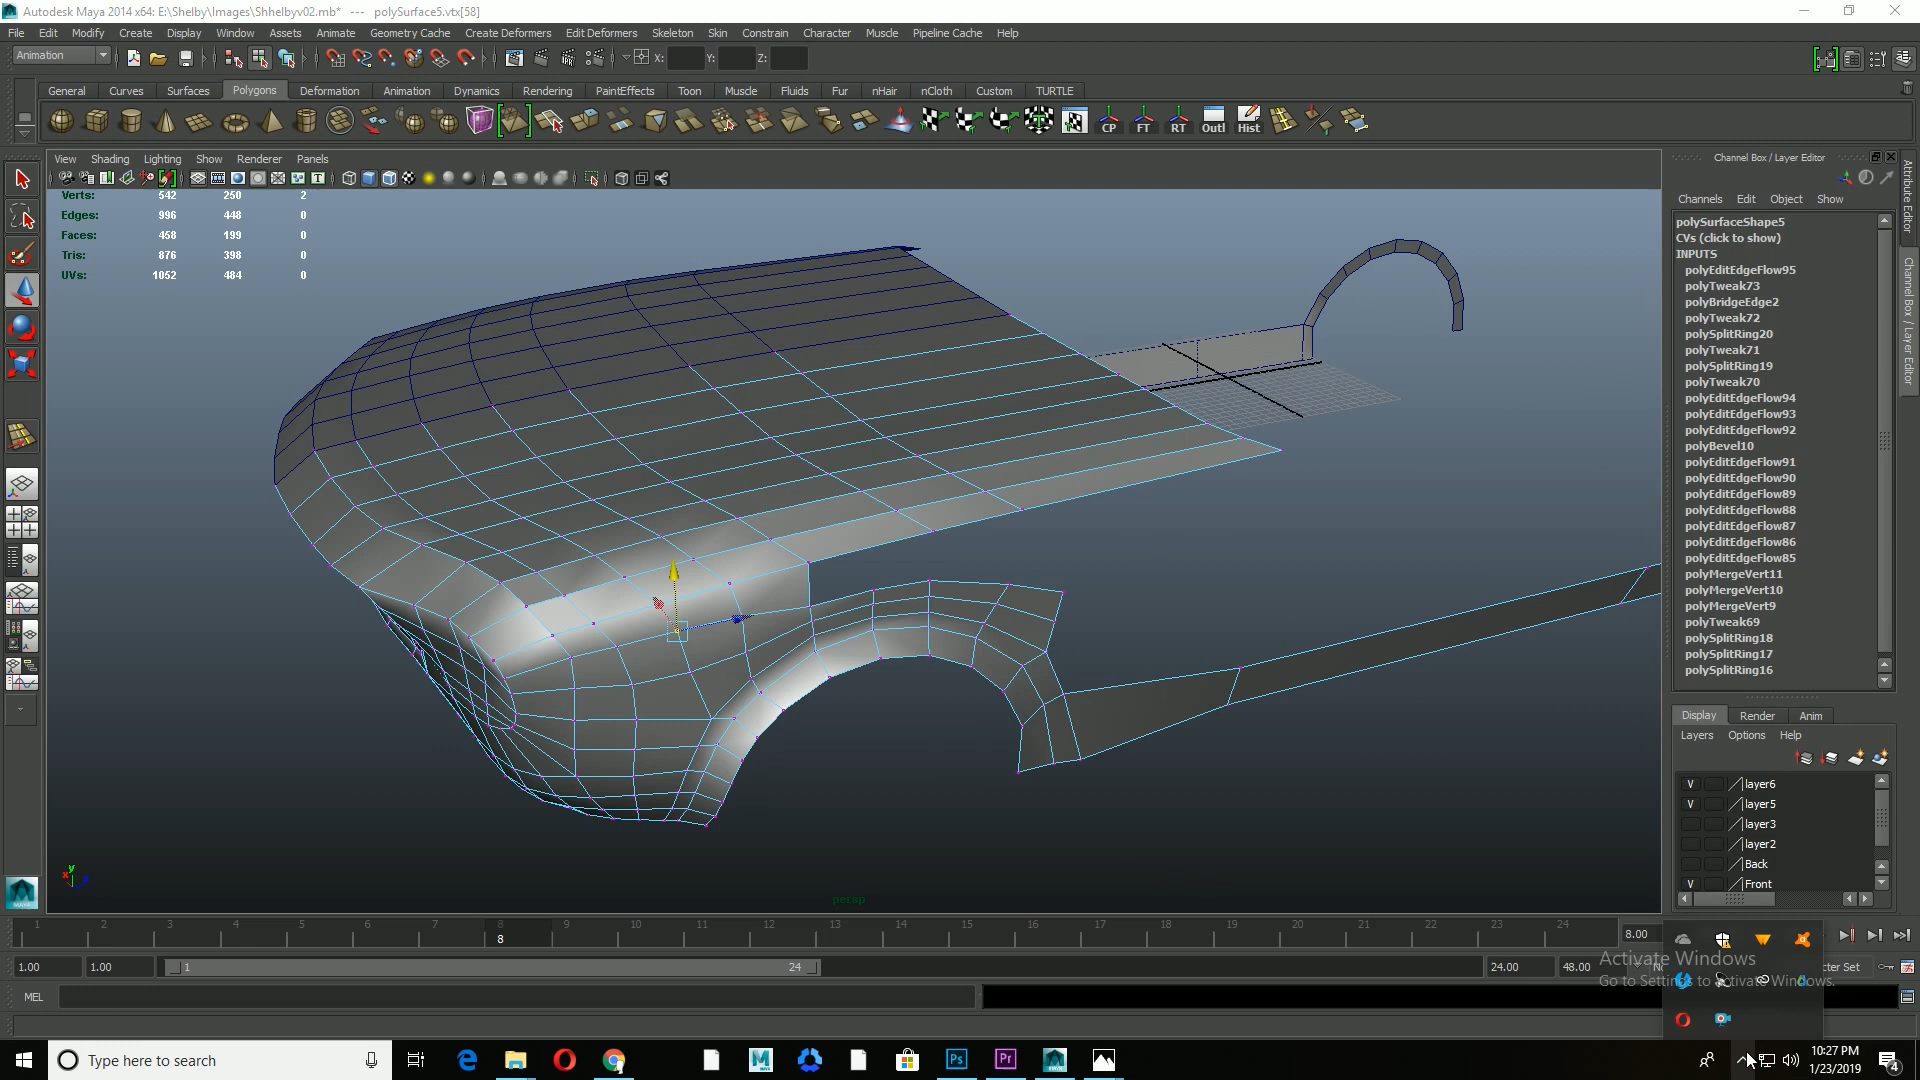 Autodesk Maya 2014 x64: E:\Shelby\Images\Shhelbyv02.mb* --- polySurface5.vtx[58]
File Edit Modify Create Display Window Assets Animate Geometry Cache Create Deformers Edit Deformers Skeleton Skin Constrain Character Muscle Pipeline Cache Help
Animation X: Y: Z:
General Curves Surfaces Polygons Deformation Animation Dynamics Rendering PaintEffects Toon Muscle Fluids Fur nHair nCloth Custom TURTLE
CP FT RT Outl Hist
View Shading Lighting Show Renderer Panels
Verts: 542 250 2
Edges: 996 448 0
Faces: 458 199 0
Tris: 876 398 0
UVs: 1052 484 0
persp
Channel Box / Layer Editor
Channels Edit Object Show
polySurfaceShape5
CVs (click to show)
INPUTS
polyEditEdgeFlow95
polyTweak73
polyBridgeEdge2
polyTweak72
polySplitRing20
polyTweak71
polySplitRing19
polyTweak70
polyEditEdgeFlow94
polyEditEdgeFlow93
polyEditEdgeFlow92
polyBevel10
polyEditEdgeFlow91
polyEditEdgeFlow90
polyEditEdgeFlow89
polyEditEdgeFlow88
polyEditEdgeFlow87
polyEditEdgeFlow86
polyEditEdgeFlow85
polyMergeVert11
polyMergeVert10
polyMergeVert9
polyTweak69
polySplitRing18
polySplitRing17
polySplitRing16
Attribute Editor
Channel Box / Layer Editor
Display Render Anim
Layers Options Help
V layer6
V layer5
layer3
layer2
Back
V Front
1 2 3 4 5 6 7 8 9 10 11 12 13 14 15 16 17 18 19 20 21 22 23 24
8
8.00
1.00 1.00 1 24 24.00 48.00
Activate Windows
Go to Settings to Activate Windows.
MEL
Type here to search
Ps Pr
10:27 PM
1/23/2019
4